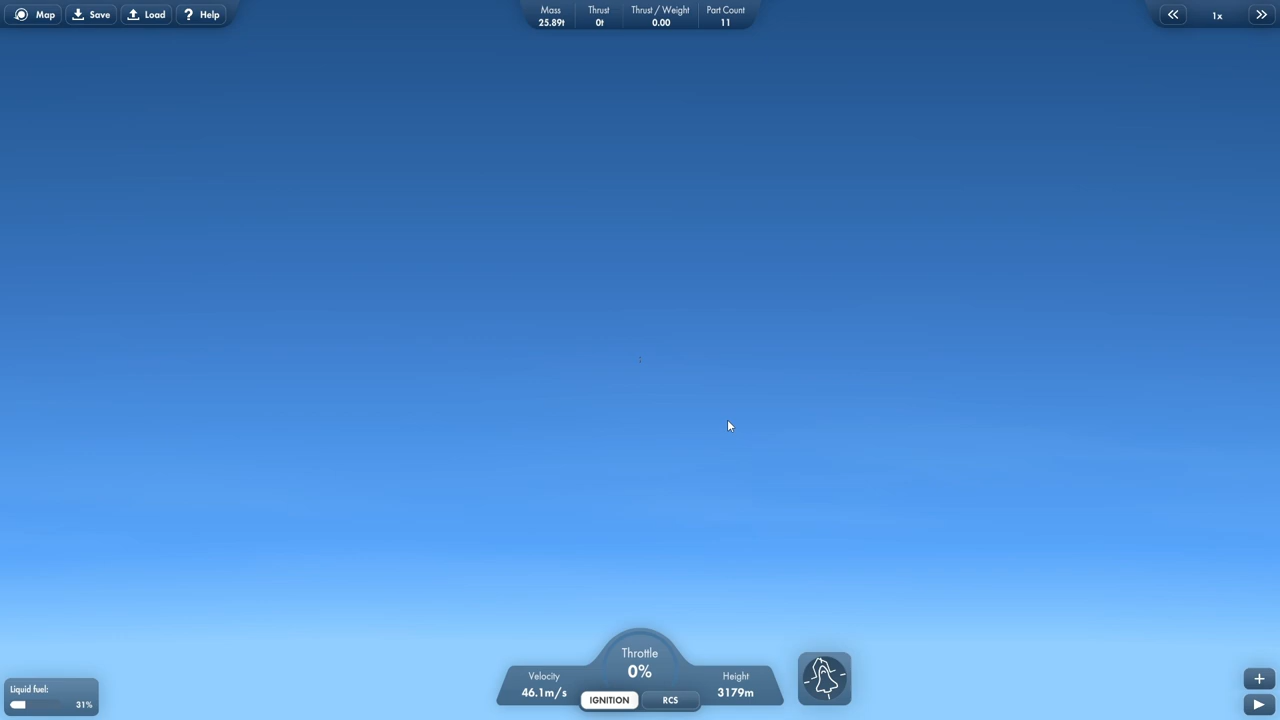 Map
Save
Load
? Help
Mass
25.89t
Thrust
0t
Thrust / Weight
0.00
Part Count
11
1x
Throttle
0%
Velocity
46.1m/s
Height
3179m
IGNITION
RCS
Liquid fuel:
31%